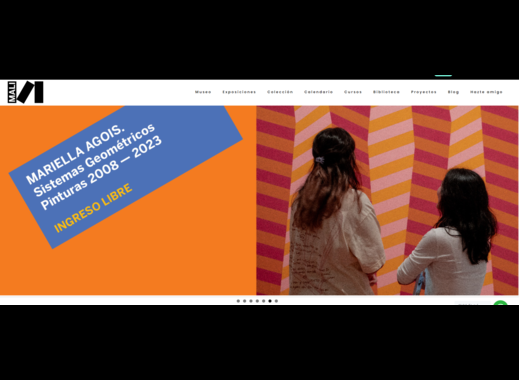 MALI
Museo Exposiciones Colección Calendario Cursos Biblioteca Proyectos Blog Hazte amigo
MARIELLA AGOIS.
Sistemas Geométricos
Pinturas 2008 — 2023
INGRESO LIBRE